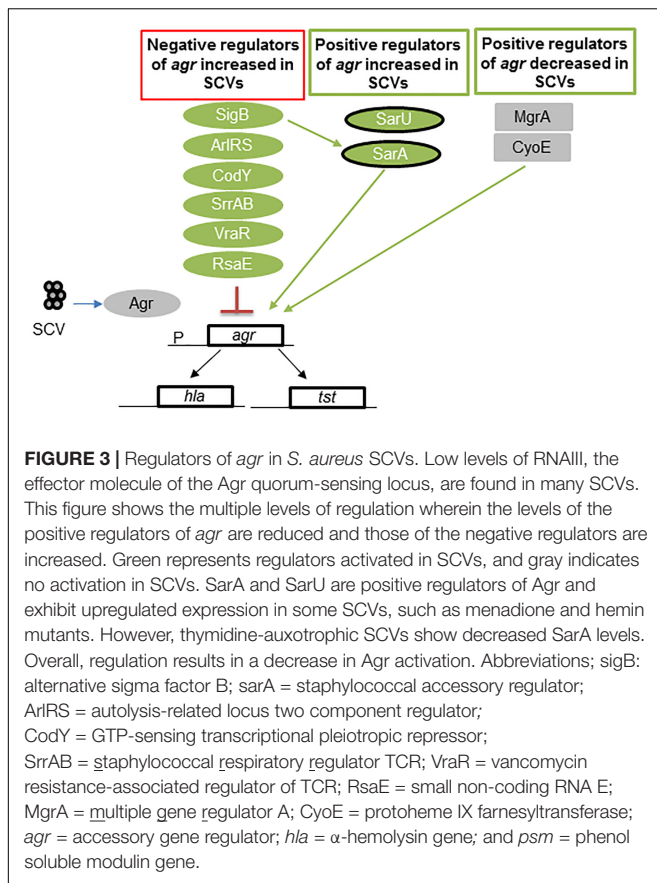 Negative regulators
of agr increased in
SCVs
Positive regulators
of agr increased in
SCVs
Positive regulators
of agr decreased in
SCVs
SigB
ArlRS
CodY
SrrAB
VraR
RsaE
SarU
SarA
MgrA
CyoE
SCV
Agr
P
agr
hla
tst
FIGURE 3 | Regulators of agr in S. aureus SCVs. Low levels of RNAIII, the
effector molecule of the Agr quorum-sensing locus, are found in many SCVs.
This figure shows the multiple levels of regulation wherein the levels of the
positive regulators of agr are reduced and those of the negative regulators are
increased. Green represents regulators activated in SCVs, and gray indicates
no activation in SCVs. SarA and SarU are positive regulators of Agr and
exhibit upregulated expression in some SCVs, such as menadione and hemin
mutants. However, thymidine-auxotrophic SCVs show decreased SarA levels.
Overall, regulation results in a decrease in Agr activation. Abbreviations; sigB:
alternative sigma factor B; sarA = staphylococcal accessory regulator;
ArlRS = autolysis-related locus two component regulator;
CodY = GTP-sensing transcriptional pleiotropic repressor;
SrrAB = staphylococcal respiratory regulator TCR; VraR = vancomycin
resistance-associated regulator of TCR; RsaE = small non-coding RNA E;
MgrA = multiple gene regulator A; CyoE = protoheme IX farnesyltransferase;
agr = accessory gene regulator; hla = α-hemolysin gene; and psm = phenol
soluble modulin gene.